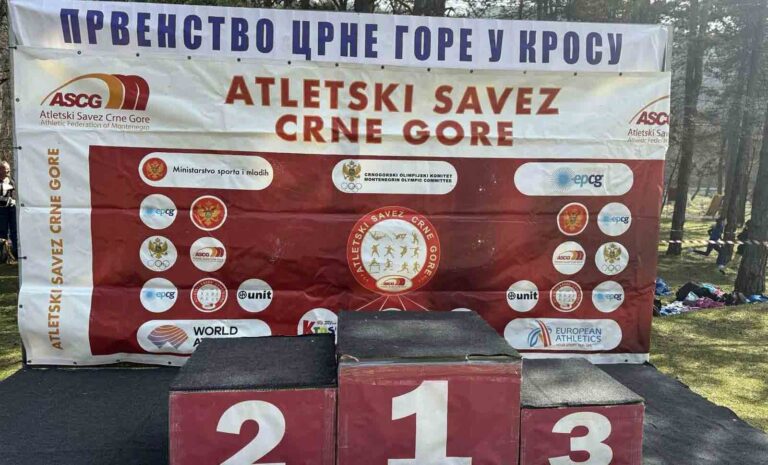 ПРВЕНСТВО ЦРНЕ ГОРЕ У КРОСУ
ASCG
Atletski Savez Crne Gore
Athletic Federation of Montenegro
ATLETSKI SAVEZ
CRNE GORE
ASCG
Atletski Sav
ATLETSKI SAVEZ CRNE GORE
Ministarstvo sporta i mladih
CRNOGORSKI OLIMPIJSKI KOMITET
MONTENEGRIN OLYMPIC COMMITTEE
epcg
epcg
epcg
ASCG
ATLETSKI SAVEZ CRNE GORE
ASCG
ASCG
epcg
unit
unit
epcg
WORLD
EUROPEAN
ATHLETICS
2
1
3